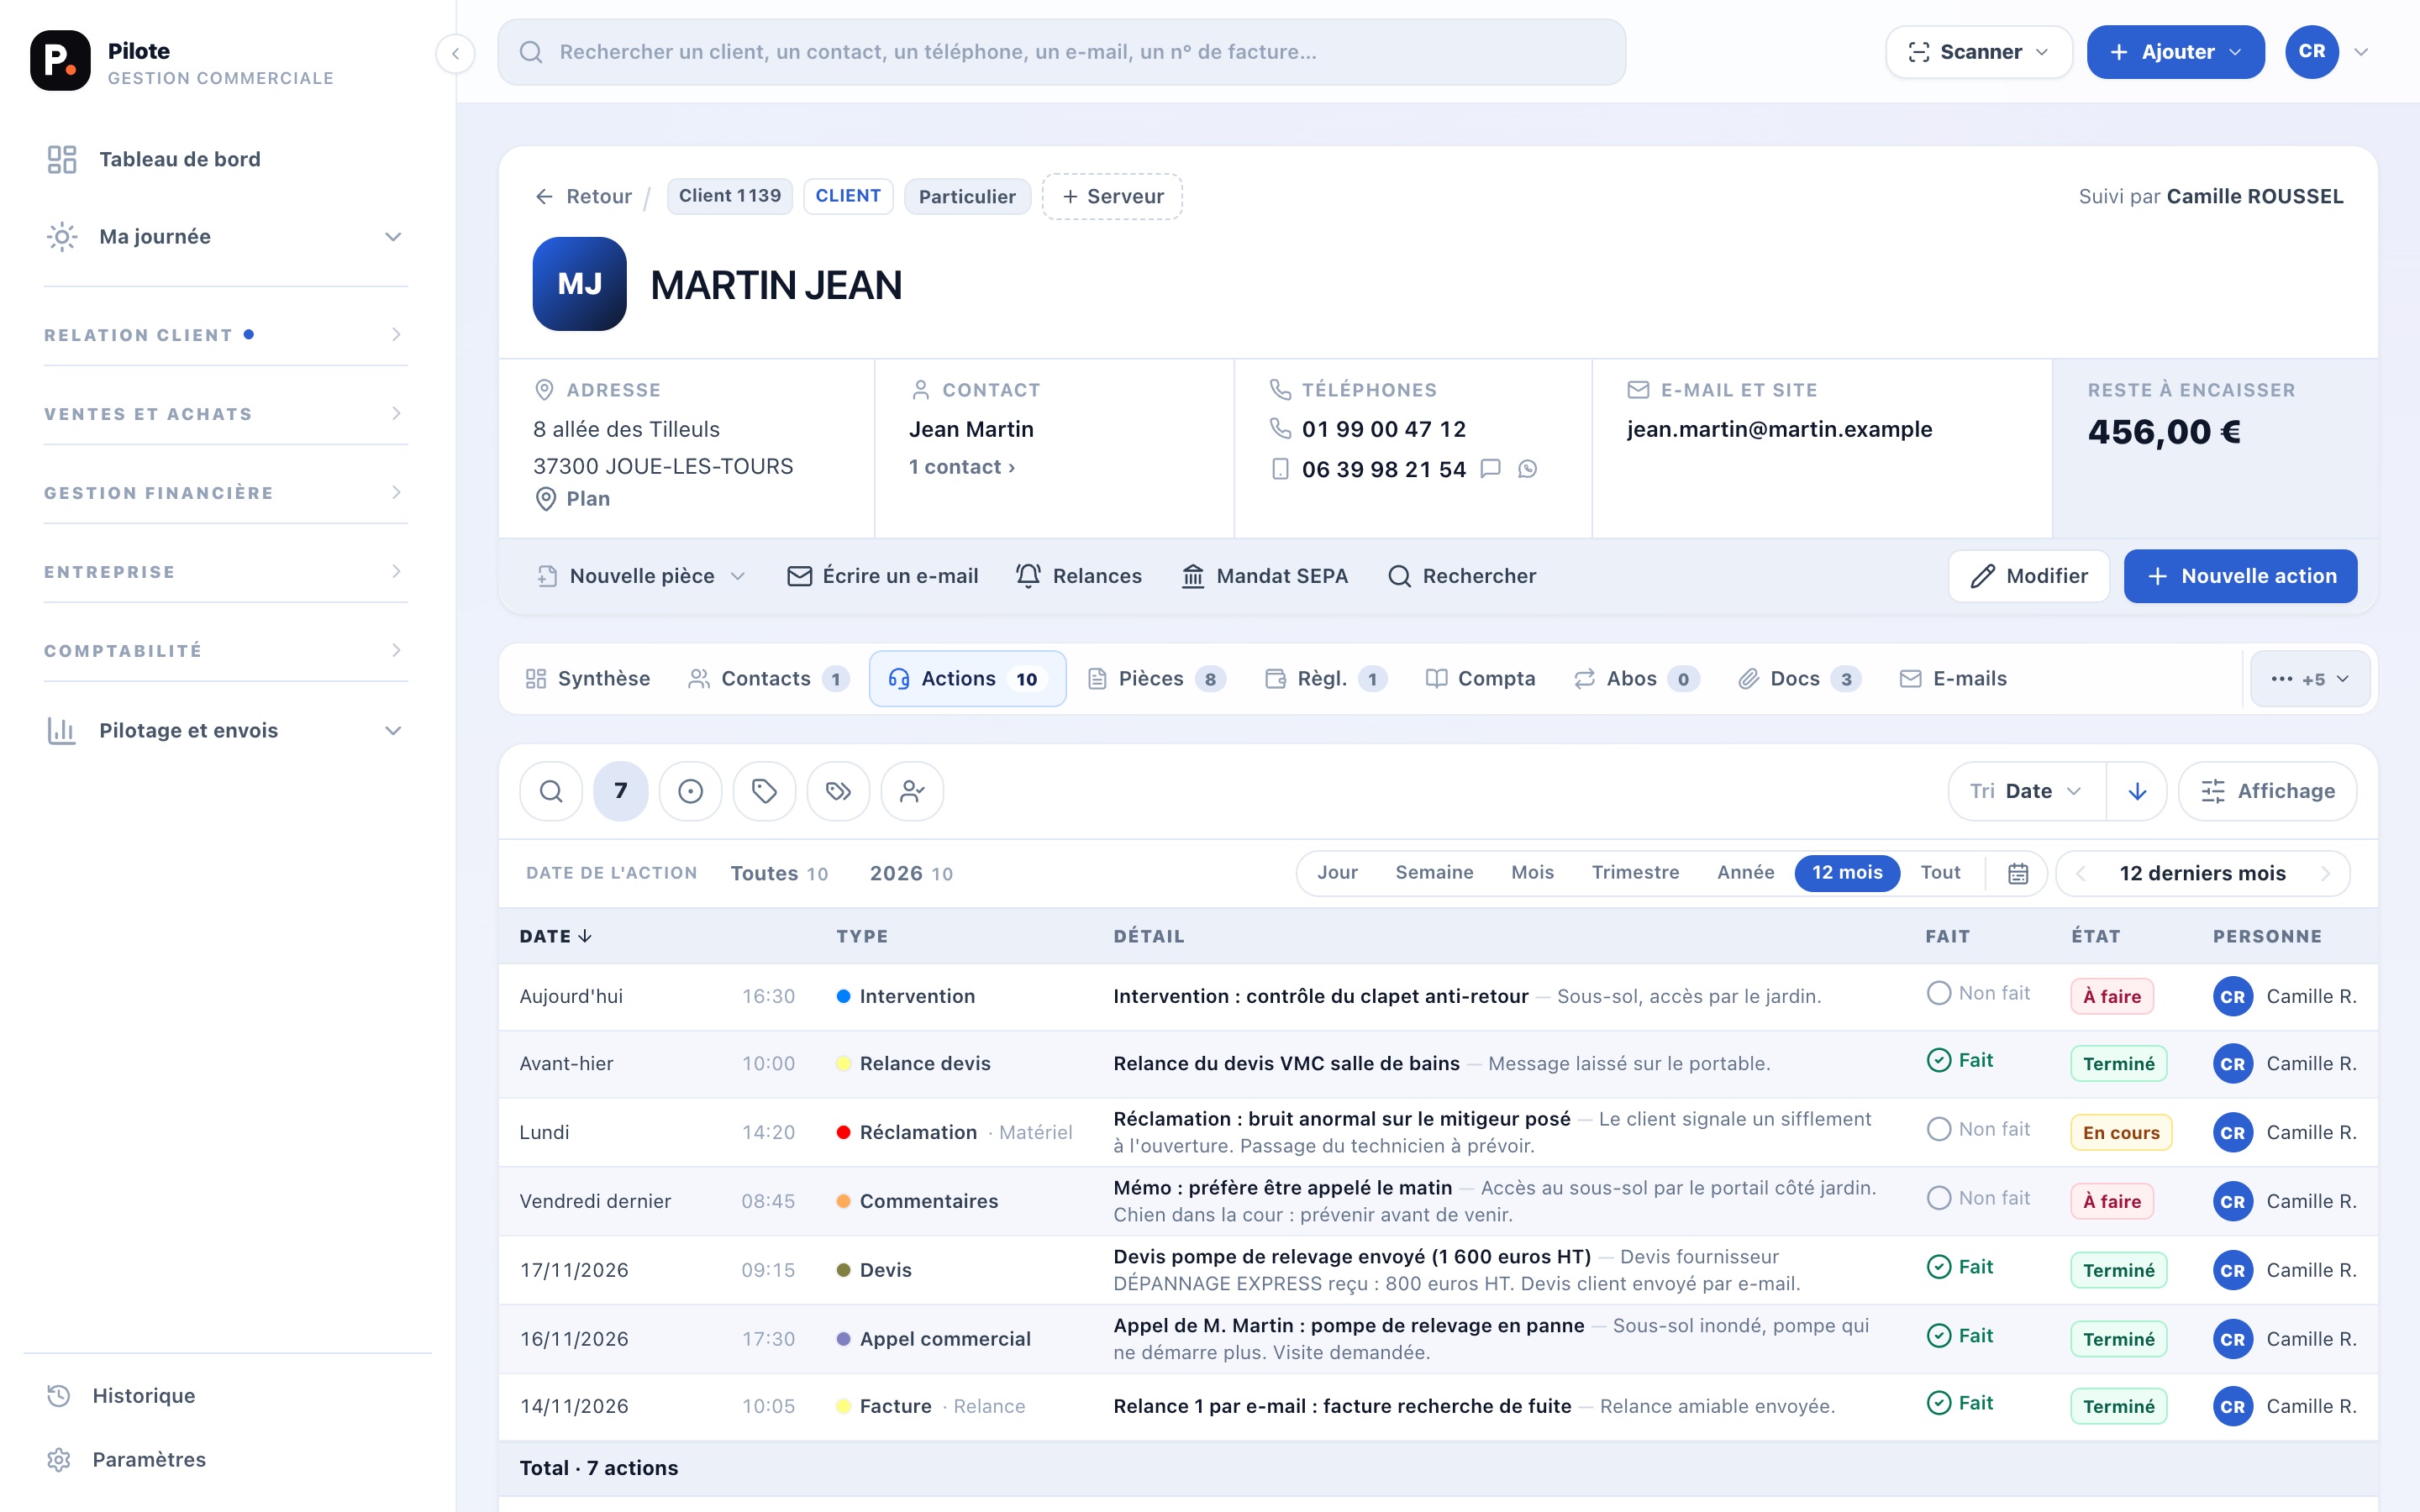 Pilote
GESTION COMMERCIALE
Rechercher un client, un contact, un téléphone, un e-mail, un n° de facture...
Scanner
Ajouter
CR
Tableau de bord
Ma journée
RELATION CLIENT
VENTES ET ACHATS
GESTION FINANCIÈRE
ENTREPRISE
COMPTABILITÉ
Pilotage et envois
Historique
Paramètres
Retour / Client 1139 CLIENT Particulier + Serveur
Suivi par Camille ROUSSEL
MJ MARTIN JEAN
ADRESSE
8 allée des Tilleuls
37300 JOUE-LES-TOURS
Plan
CONTACT
Jean Martin
1 contact ›
TÉLÉPHONES
01 99 00 47 12
06 39 98 21 54
E-MAIL ET SITE
jean.martin@martin.example
RESTE À ENCAISSER
456,00 €
Nouvelle pièce Écrire un e-mail Relances Mandat SEPA Rechercher Modifier + Nouvelle action
Synthèse Contacts 1 Actions 10 Pièces 8 Règl. 1 Compta Abos 0 Docs 3 E-mails ··· +5
7 Tri Date Affichage
DATE DE L'ACTION Toutes 10 2026 10 Jour Semaine Mois Trimestre Année 12 mois Tout 12 derniers mois
DATE TYPE DÉTAIL FAIT ÉTAT PERSONNE
Aujourd'hui 16:30 Intervention Intervention : contrôle du clapet anti-retour — Sous-sol, accès par le jardin. Non fait À faire CR Camille R.
Avant-hier 10:00 Relance devis Relance du devis VMC salle de bains — Message laissé sur le portable. Fait Terminé CR Camille R.
Lundi 14:20 Réclamation · Matériel Réclamation : bruit anormal sur le mitigeur posé — Le client signale un sifflement
à l'ouverture. Passage du technicien à prévoir. Non fait En cours CR Camille R.
Vendredi dernier 08:45 Commentaires Mémo : préfère être appelé le matin — Accès au sous-sol par le portail côté jardin.
Chien dans la cour : prévenir avant de venir. Non fait À faire CR Camille R.
17/11/2026 09:15 Devis Devis pompe de relevage envoyé (1 600 euros HT) — Devis fournisseur
DÉPANNAGE EXPRESS reçu : 800 euros HT. Devis client envoyé par e-mail. Fait Terminé CR Camille R.
16/11/2026 17:30 Appel commercial Appel de M. Martin : pompe de relevage en panne — Sous-sol inondé, pompe qui
ne démarre plus. Visite demandée. Fait Terminé CR Camille R.
14/11/2026 10:05 Facture · Relance Relance 1 par e-mail : facture recherche de fuite — Relance amiable envoyée. Fait Terminé CR Camille R.
Total · 7 actions